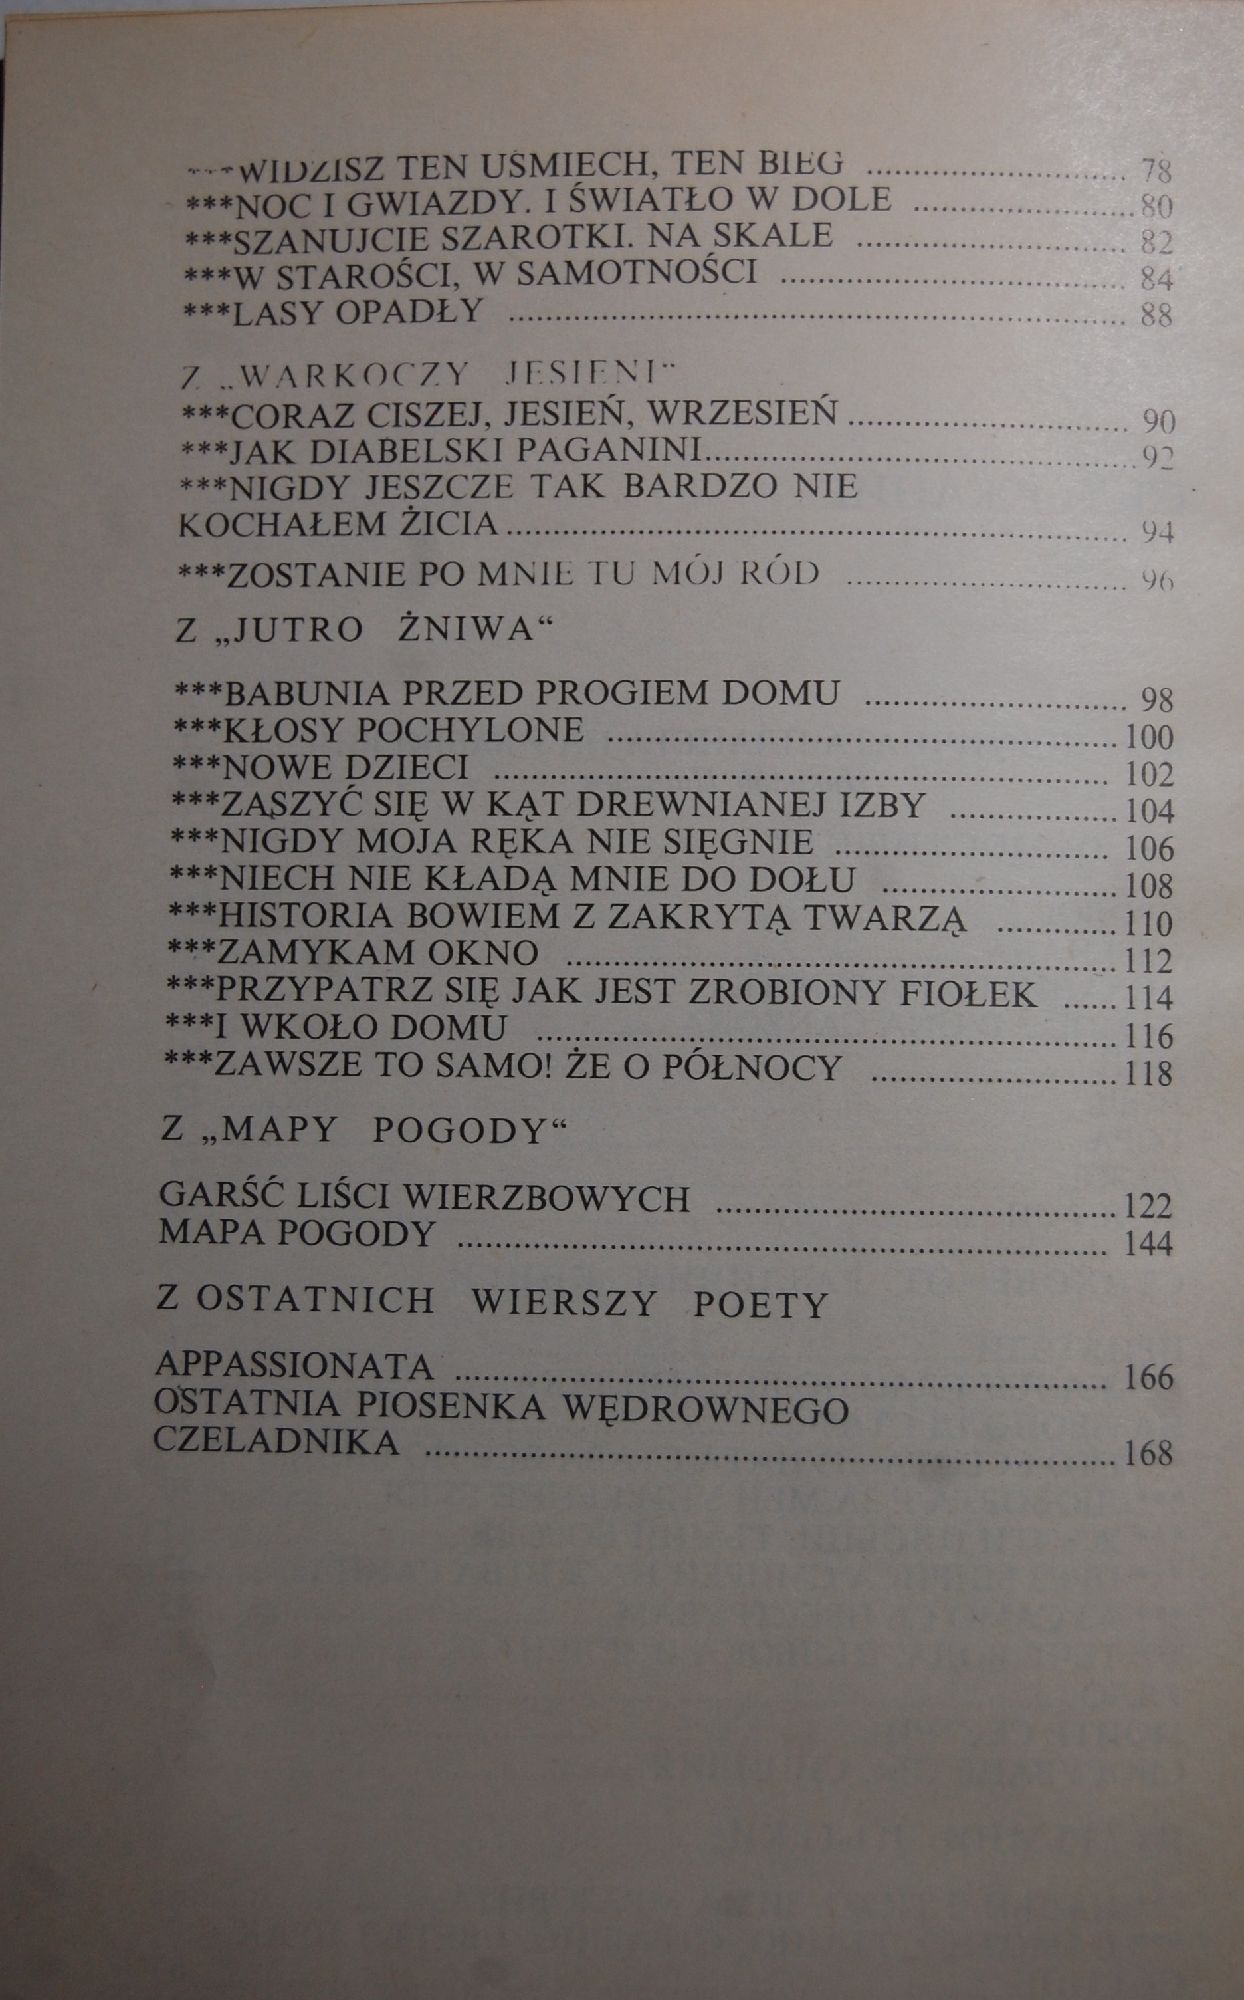 ***WIDZISZ TEN UŚMIECH, TEN BIEG ............................ 78
***NOC I GWIAZDY. I ŚWIATŁO W DOLE ........................80
***SZANUJCIE SZAROTKI. NA SKALE ............................. 82
***W STAROŚCI, W SAMOTNOŚCI ..................................... 84
***LASY OPADŁY .................................................................. 88
Z „WARKOCZY JESIENI“
***CORAZ CISZEJ, JESIEŃ, WRZESIEŃ .............................. 90
***JAK DIABELSKI PAGANINI..............................................92
***NIGDY JESZCZE TAK BARDZO NIE
KOCHAŁEM ŻICIA .................................................................. 94
***ZOSTANIE PO MNIE TU MÓJ RÓD .............................. 96
Z „JUTRO ŻNIWA“
***BABUNIA PRZED PROGIEM DOMU ............................ 98
***KŁOSY POCHYLONE ......................................................100
***NOWE DZIECI .................................................................. 102
***ZASZYĆ SIĘ W KĄT DREWNIANEJ IZBY ..................104
***NIGDY MOJA RĘKA NIE SIĘGNIE ............................. 106
***NIECH NIE KŁADĄ MNIE DO DOŁU .........................108
***HISTORIA BOWIEM Z ZAKRYTĄ TWARZĄ .............110
***ZAMYKAM OKNO ...........................................................112
***PRZYPATRZ SIĘ JAK JEST ZROBIONY FIOŁEK ......114
***I WKOŁO DOMU ..............................................................116
***ZAWSZE TO SAMO! ŻE O PÓŁNOCY ..........................118
Z „MAPY POGODY“
GARŚĆ LIŚCI WIERZBOWYCH ...........................................122
MAPA POGODY ...................................................................... 144
Z OSTATNICH WIERSZY POETY
APPASSIONATA ...................................................................... 166
OSTATNIA PIOSENKA WĘDROWNEGO
CZELADNIKA ..........................................................................168